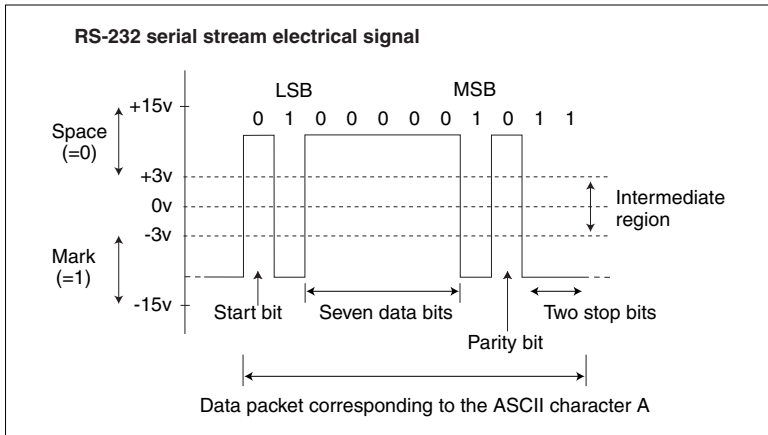 RS-232 serial stream electrical signal
LSB MSB
+15v
0 1 0 0 0 0 0 1 0 1 1
Space
(=0)
+3v
0v
-3v
Intermediate
region
Mark
(=1)
-15v
Start bit Seven data bits Two stop bits
Parity bit
Data packet corresponding to the ASCII character A